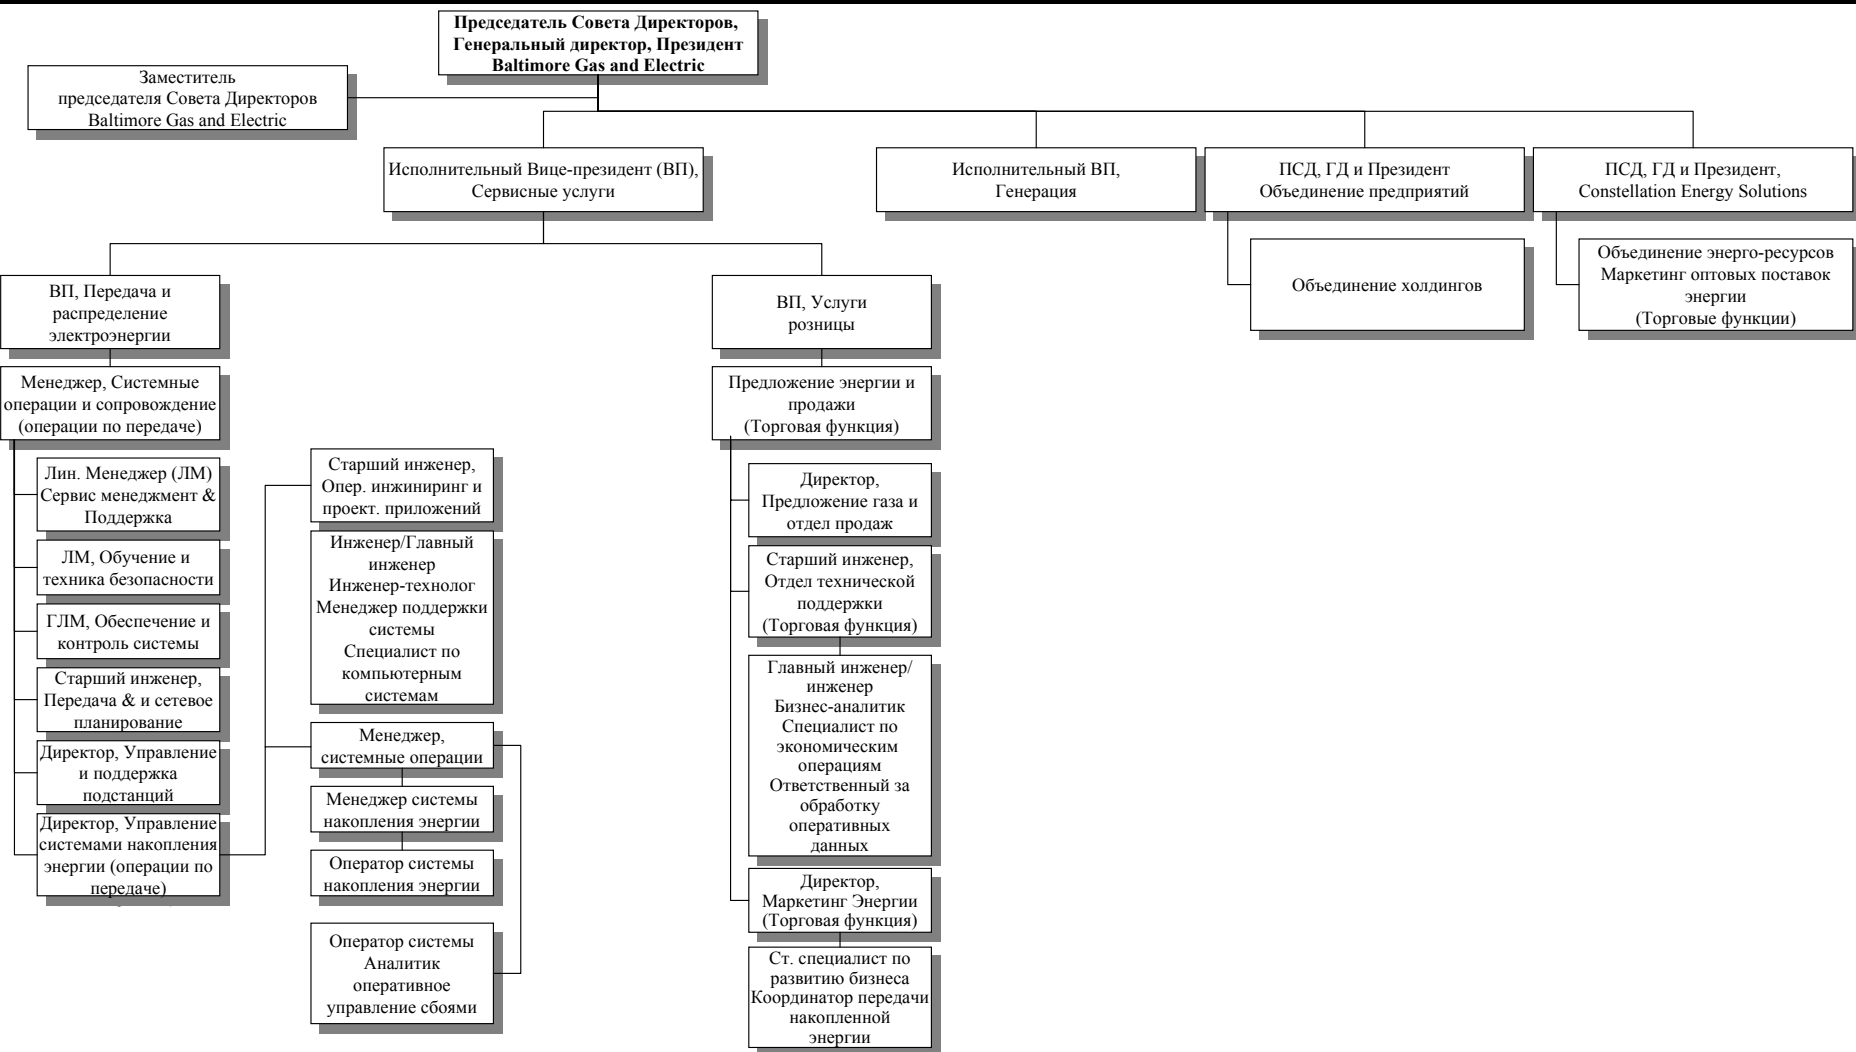 Председатель Совета Директоров,
Генеральный директор, Президент
Baltimore Gas and Electric
Заместитель
председателя Совета Директоров
Baltimore Gas and Electric
Исполнительный Вице-президент (ВП),
Сервисные услуги
Исполнительный ВП,
Генерация
ПСД, ГД и Президент
Объединение предприятий
ПСД, ГД и Президент,
Constellation Energy Solutions
Объединение холдингов
Объединение энерго-ресурсов
Маркетинг оптовых поставок
энергии
(Торговые функции)
ВП, Передача и
распределение
электроэнергии
Менеджер, Системные
операции и сопровождение
(операции по передаче)
Лин. Менеджер (ЛМ)
Сервис менеджмент &
Поддержка
ЛМ, Обучение и
техника безопасности
ГЛМ, Обеспечение и
контроль системы
Старший инженер,
Передача & и сетевое
планирование
Директор, Управление
и поддержка
подстанций
Директор, Управление
системами накопления
энергии (операции по
передаче)
Старший инженер,
Опер. инжиниринг и
проект. приложений
Инженер/Главный
инженер
Инженер-технолог
Менеджер поддержки
системы
Специалист по
компьютерным
системам
Менеджер,
системные операции
Менеджер системы
накопления энергии
Оператор системы
накопления энергии
Оператор системы
Аналитик
оперативное
управление сбоями
ВП, Услуги
розницы
Предложение энергии и
продажи
(Торговая функция)
Директор,
Предложение газа и
отдел продаж
Старший инженер,
Отдел технической
поддержки
(Торговая функция)
Главный инженер/
инженер
Бизнес-аналитик
Специалист по
экономическим
операциям
Ответственный за
обработку
оперативных
данных
Директор,
Маркетинг Энергии
(Торговая функция)
Ст. специалист по
развитию бизнеса
Координатор передачи
накопленной
энергии